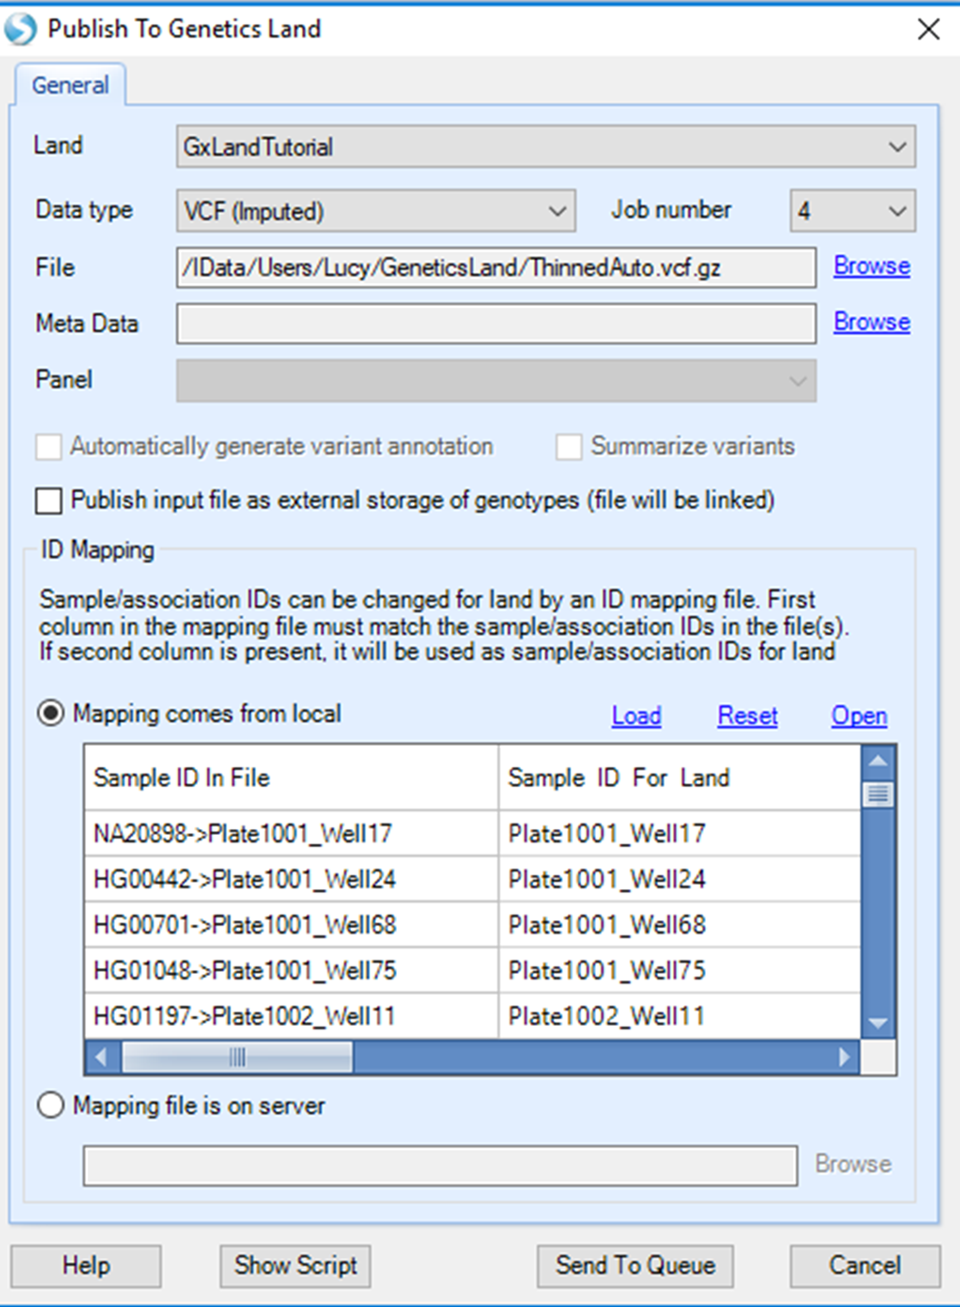 Publish To Genetics Land
General
Land GxLandTutorial
Data type VCF (Imputed) Job number 4
File /IData/Users/Lucy/GeneticsLand/ThinnedAuto.vcf.gz Browse
Meta Data Browse
Panel
Automatically generate variant annotation Summarize variants
Publish input file as external storage of genotypes (file will be linked)
ID Mapping
Sample/association IDs can be changed for land by an ID mapping file. First
column in the mapping file must match the sample/association IDs in the file(s).
If second column is present, it will be used as sample/association IDs for land
Mapping comes from local Load Reset Open
Sample ID In File Sample ID For Land
NA20898->Plate1001_Well17 Plate1001_Well17
HG00442->Plate1001_Well24 Plate1001_Well24
HG00701->Plate1001_Well68 Plate1001_Well68
HG01048->Plate1001_Well75 Plate1001_Well75
HG01197->Plate1002_Well11 Plate1002_Well11
Mapping file is on server
Browse
Help Show Script Send To Queue Cancel